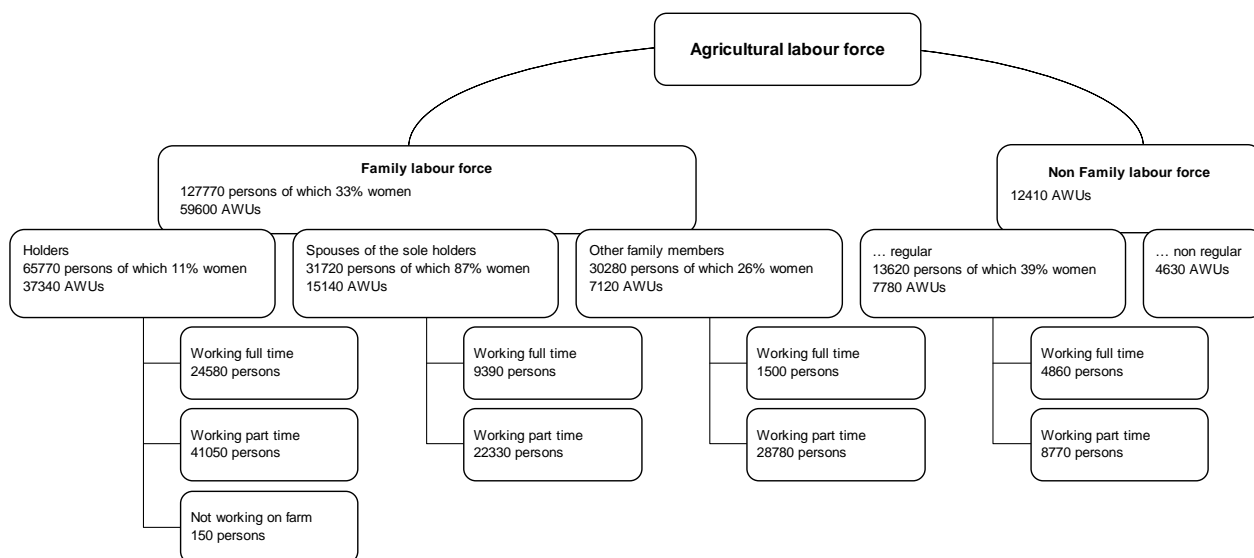 Agricultural labour force
Family labour force
127770 persons of which 33% women
59600 AWUs
Non Family labour force
12410 AWUs
Holders
65770 persons of which 11% women
37340 AWUs
Spouses of the sole holders
31720 persons of which 87% women
15140 AWUs
Other family members
30280 persons of which 26% women
7120 AWUs
... regular
13620 persons of which 39% women
7780 AWUs
... non regular
4630 AWUs
Working full time
24580 persons
Working full time
9390 persons
Working full time
1500 persons
Working full time
4860 persons
Working part time
41050 persons
Working part time
22330 persons
Working part time
28780 persons
Working part time
8770 persons
Not working on farm
150 persons